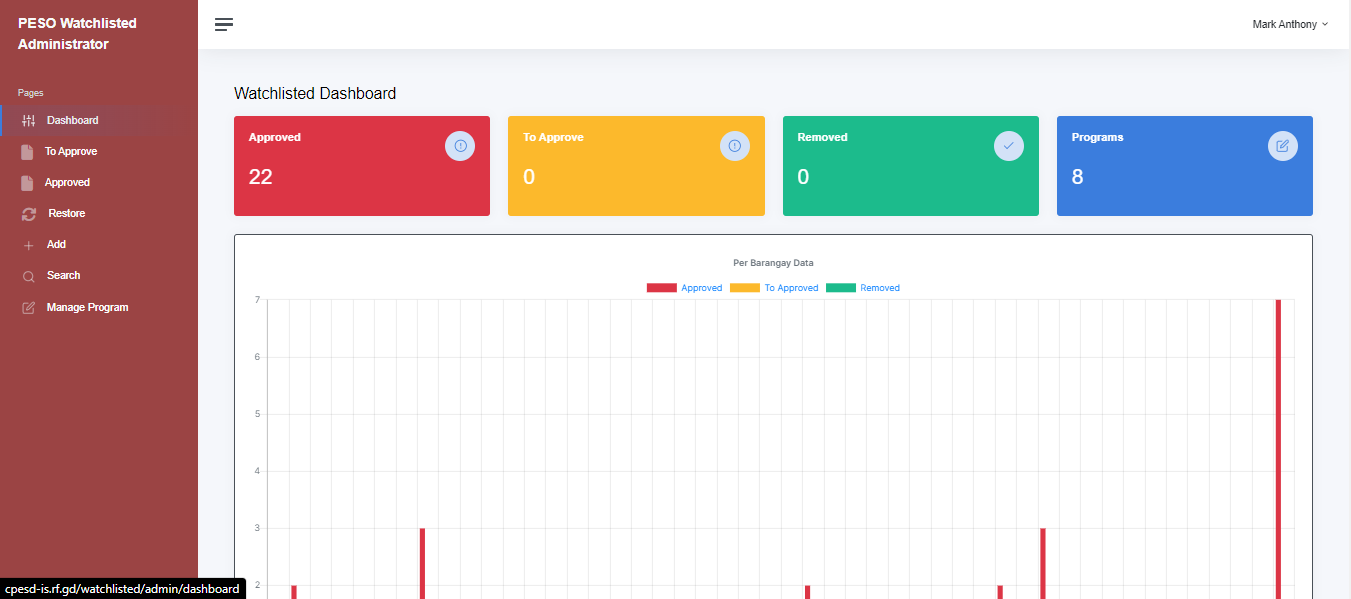 PESO Watchlisted
Administrator
Mark Anthony
Pages
Dashboard
To Approve
Approved
Restore
Add
Search
Manage Program
Watchlisted Dashboard
Approved
22
To Approve
0
Removed
0
Programs
8
Per Barangay Data
Approved To Approved Removed
7
6
5
4
3
2
cpesd-is.rf.gd/watchlisted/admin/dashboard